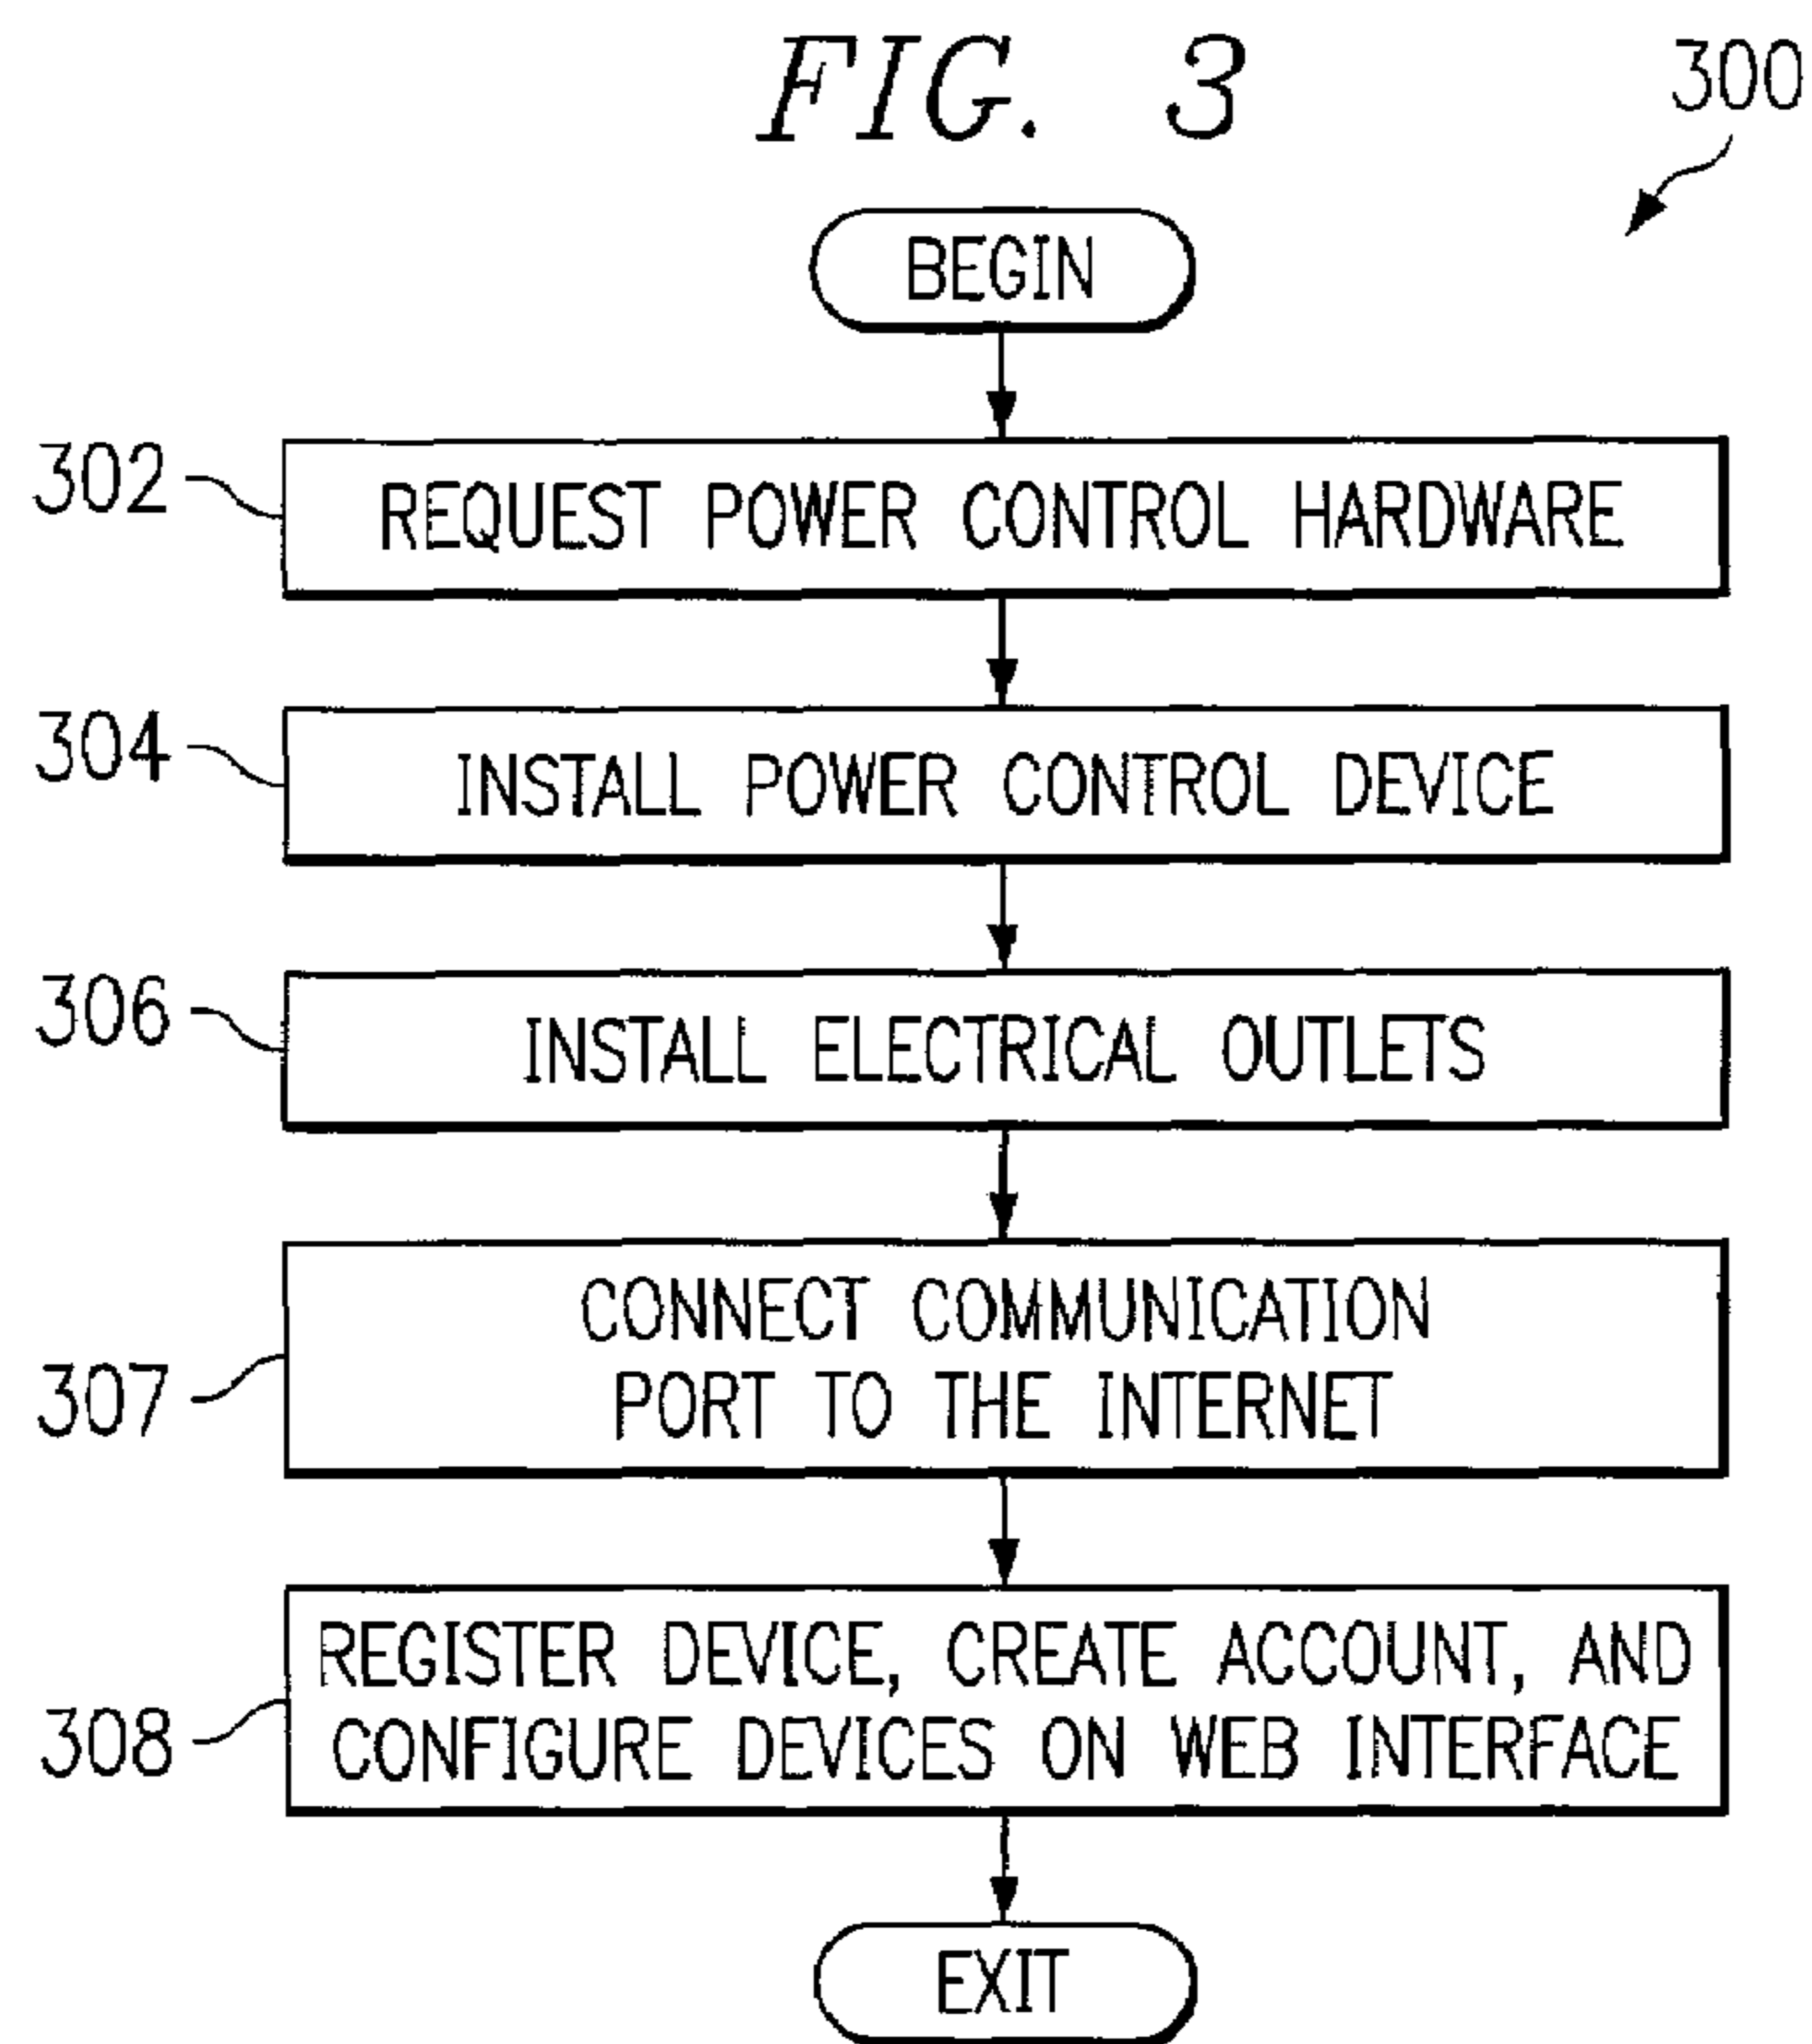 FIG. 3
300
BEGIN
302
REQUEST POWER CONTROL HARDWARE
304
INSTALL POWER CONTROL DEVICE
306
INSTALL ELECTRICAL OUTLETS
CONNECT COMMUNICATION
PORT TO THE INTERNET
307
REGISTER DEVICE, CREATE ACCOUNT, AND
CONFIGURE DEVICES ON WEB INTERFACE
308
EXIT